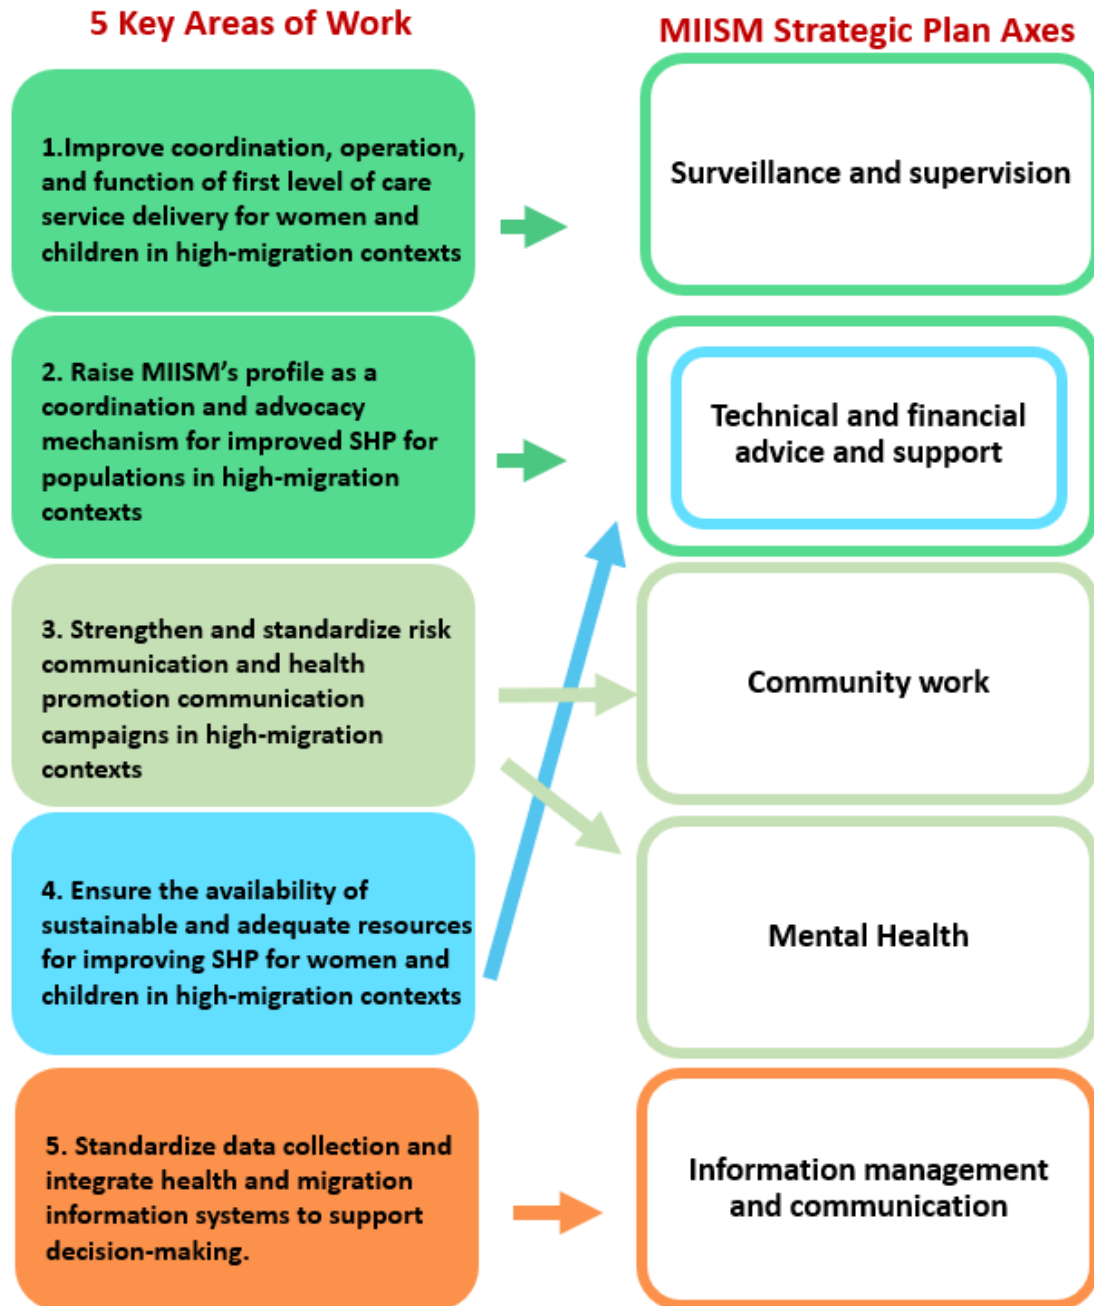 5 Key Areas of Work
MIISM Strategic Plan Axes
1.Improve coordination, operation,
and function of first level of care
service delivery for women and
children in high-migration contexts
Surveillance and supervision
2. Raise MIISM’s profile as a
coordination and advocacy
mechanism for improved SHP for
populations in high-migration
contexts
Technical and financial
advice and support
3. Strengthen and standardize risk
communication and health
promotion communication
campaigns in high-migration
contexts
Community work
4. Ensure the availability of
sustainable and adequate resources
for improving SHP for women and
children in high-migration contexts
Mental Health
5. Standardize data collection and
integrate health and migration
information systems to support
decision-making.
Information management
and communication